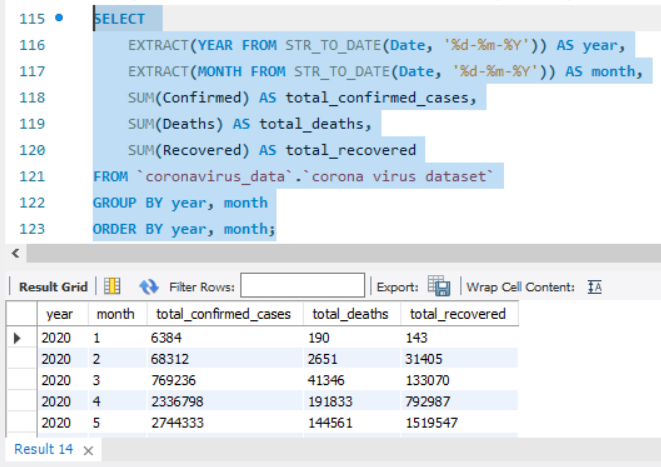 115 SELECT
116 EXTRACT(YEAR FROM STR_TO_DATE(Date, '%d-%m-%Y')) AS year,
117 EXTRACT(MONTH FROM STR_TO_DATE(Date, '%d-%m-%Y')) AS month,
118 SUM(Confirmed) AS total_confirmed_cases,
119 SUM(Deaths) AS total_deaths,
120 SUM(Recovered) AS total_recovered
121 FROM `coronavirus_data`.`corona virus dataset`
122 GROUP BY year, month
123 ORDER BY year, month;
Result Grid Filter Rows: Export: Wrap Cell Content: IA
year month total_confirmed_cases total_deaths total_recovered
2020 1 6384 190 143
2020 2 68312 2651 31405
2020 3 769236 41346 133070
2020 4 2336798 191833 792987
2020 5 2744333 144561 1519547
Result 14 ×